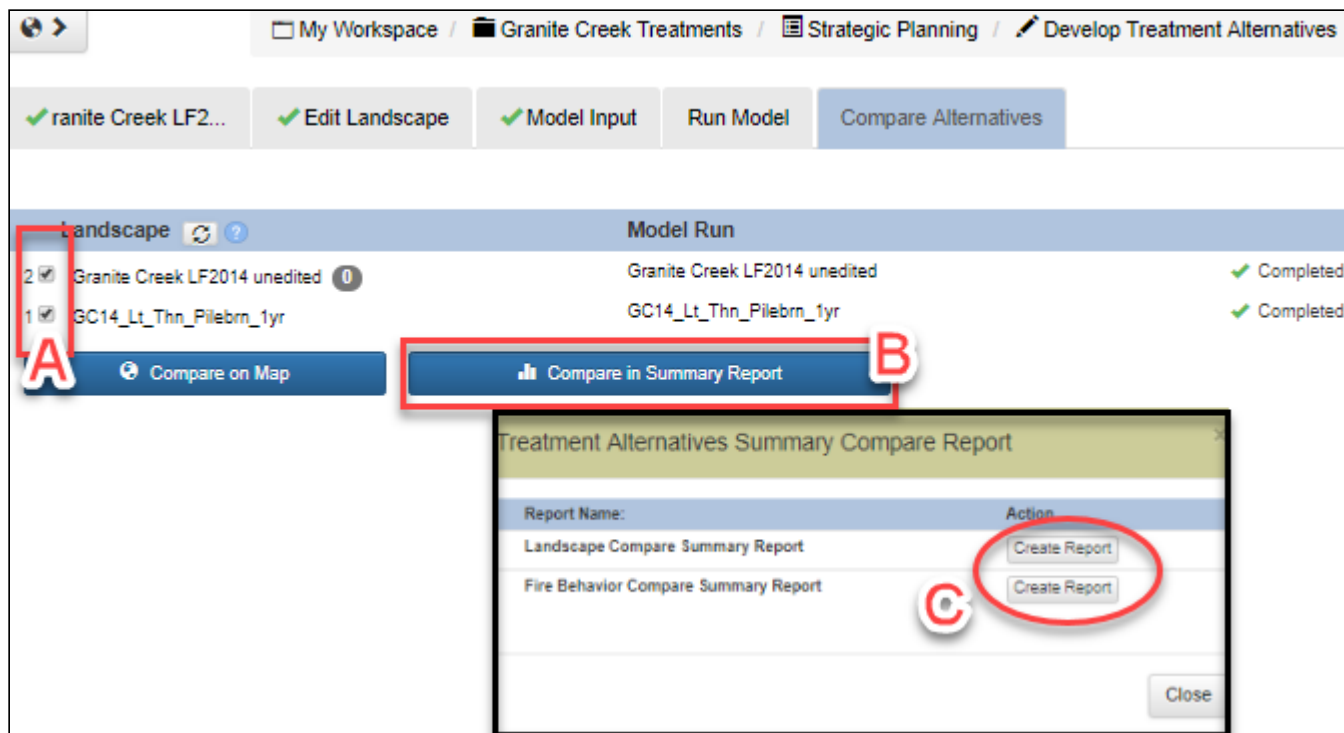 My Workspace / Granite Creek Treatments / Strategic Planning / Develop Treatment Alternatives
ranite Creek LF2... Edit Landscape Model Input Run Model Compare Alternatives
Landscape ? Model Run
2 Granite Creek LF2014 unedited 0 Granite Creek LF2014 unedited Completed
1 GC14_Lt_Thn_Pilebrn_1yr GC14_Lt_Thn_Pilebrn_1yr Completed
A Compare on Map Compare in Summary Report B
Treatment Alternatives Summary Compare Report ×
Report Name: Action
Landscape Compare Summary Report Create Report
Fire Behavior Compare Summary Report Create Report
C
Close